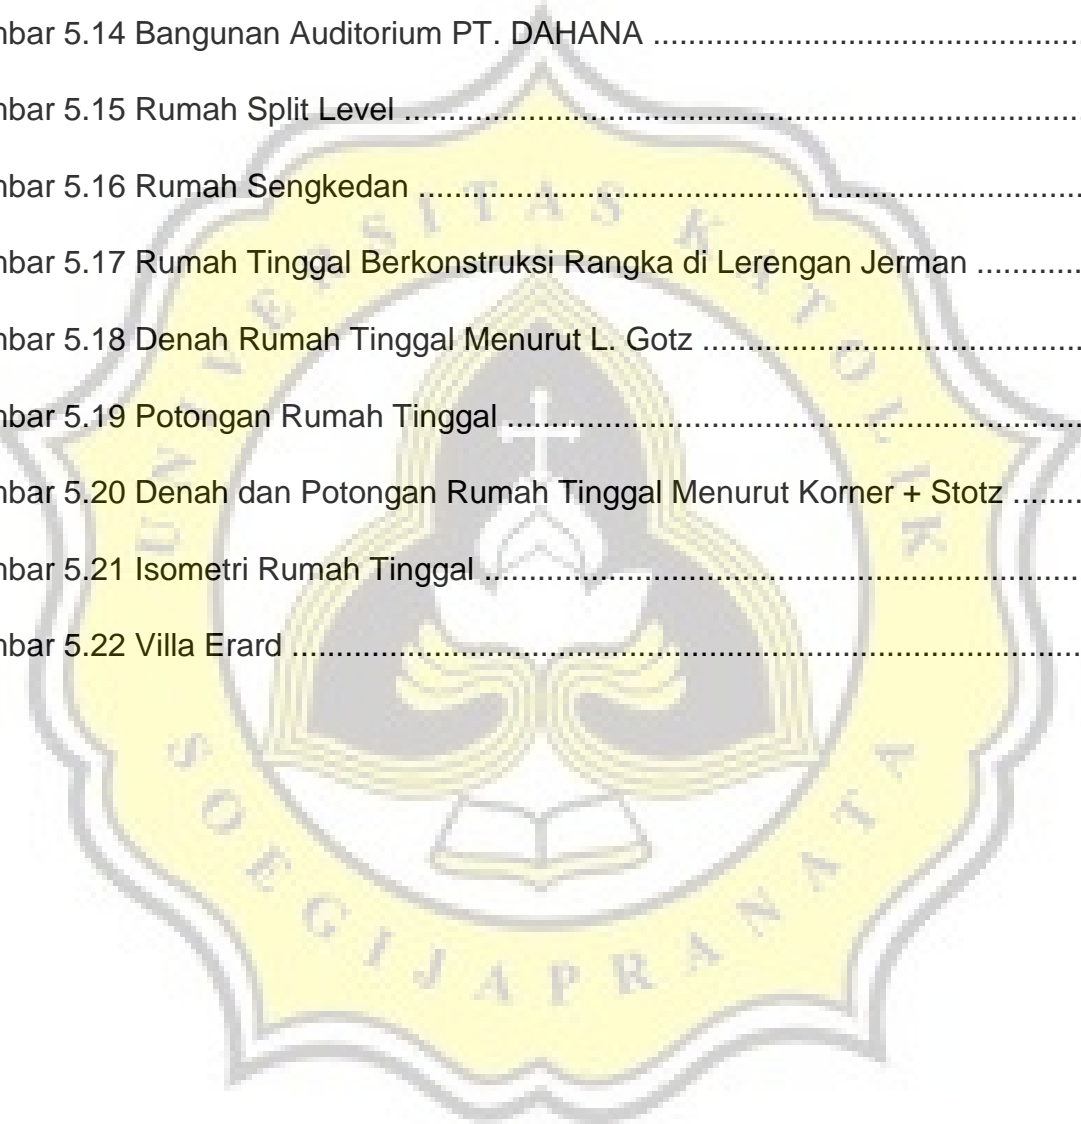 mbar 5.14 Bangunan Auditorium PT. DAHANA ................................................
mbar 5.15 Rumah Split Level ............................................................................
mbar 5.16 Rumah Sengkedan ..........................................................................
mbar 5.17 Rumah Tinggal Berkonstruksi Rangka di Lerengan Jerman ............
mbar 5.18 Denah Rumah Tinggal Menurut L. Gotz ...........................................
mbar 5.19 Potongan Rumah Tinggal .................................................................
mbar 5.20 Denah dan Potongan Rumah Tinggal Menurut Korner + Stotz ........
mbar 5.21 Isometri Rumah Tinggal ...................................................................
mbar 5.22 Villa Erard .........................................................................................
UNIVERSITAS KATOLIK
SOEGIJAPRANATA